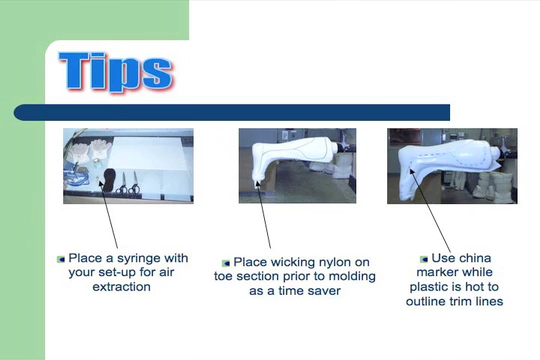 Tips
Place a syringe with
your set-up for air
extraction
Place wicking nylon on
toe section prior to molding
as a time saver
Use china
marker while
plastic is hot to
outline trim lines